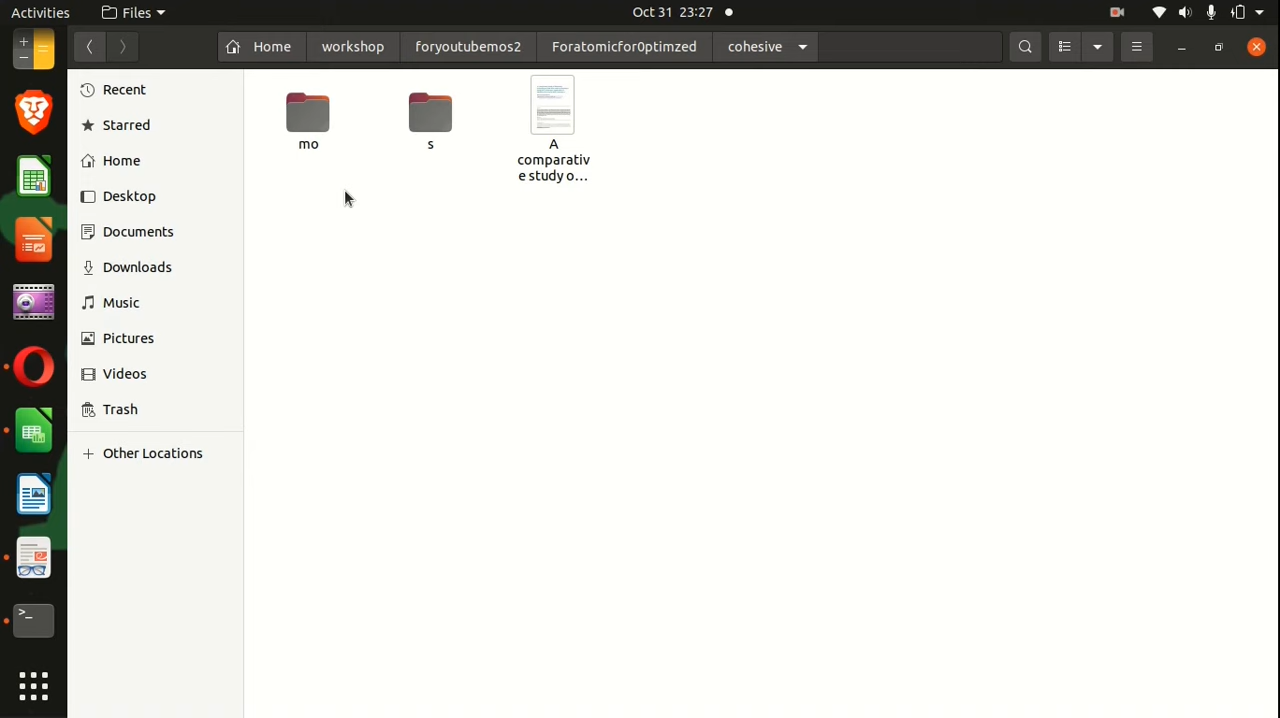 Activities
Files
Oct 31 23:27
Home
workshop
foryoutubemos2
Foratomicfor0ptimzed
cohesive
Recent
Starred
Home
Desktop
Documents
Downloads
Music
Pictures
Videos
Trash
Other Locations
mo
s
A
comparativ
e study o...